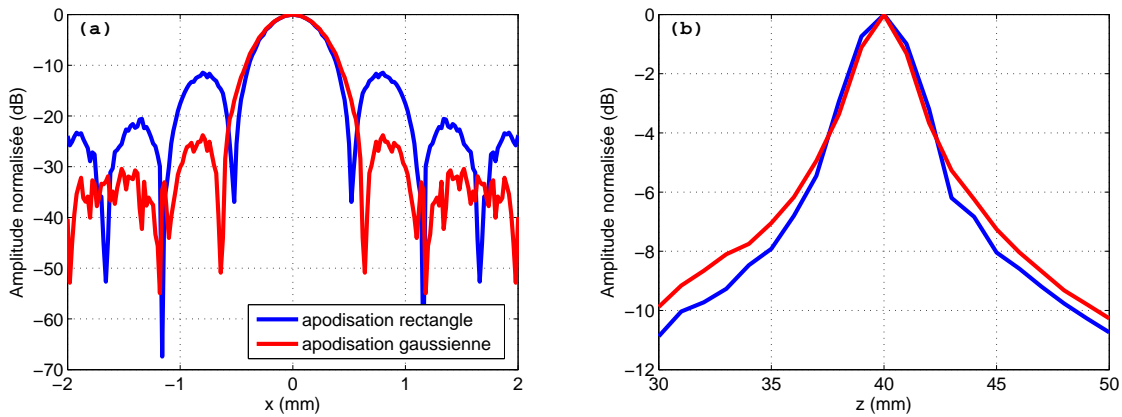 (a)
0
−10
−20
−30
−40
−50
−60
−70
Amplitude normalisée (dB)
apodisation rectangle
apodisation gaussienne
−2 −1 0 1 2
x (mm)
(b)
0
−2
−4
−6
−8
−10
−12
Amplitude normalisée (dB)
30 35 40 45 50
z (mm)